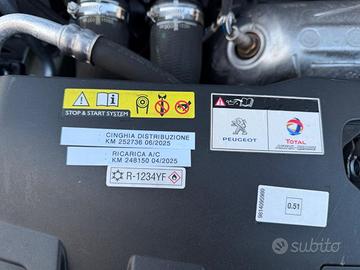 STOP & START SYSTEM
CINGHIA DISTRIBUZIONE
KM 252736 06/2025
RICARICA A/C
KM 248150 04/2025
R-1234YF
PEUGEOT
TOTAL
0.51
subito